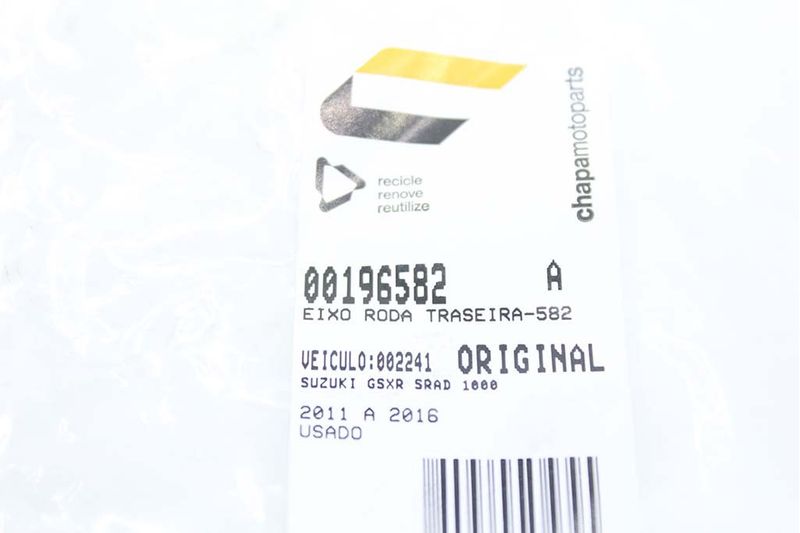 chapamotoparts
recicle
renove
reutilize
00196582 A
EIXO RODA TRASEIRA-582
VEICULO:002241 ORIGINAL
SUZUKI GSXR SRAD 1000
2011 A 2016
USADO